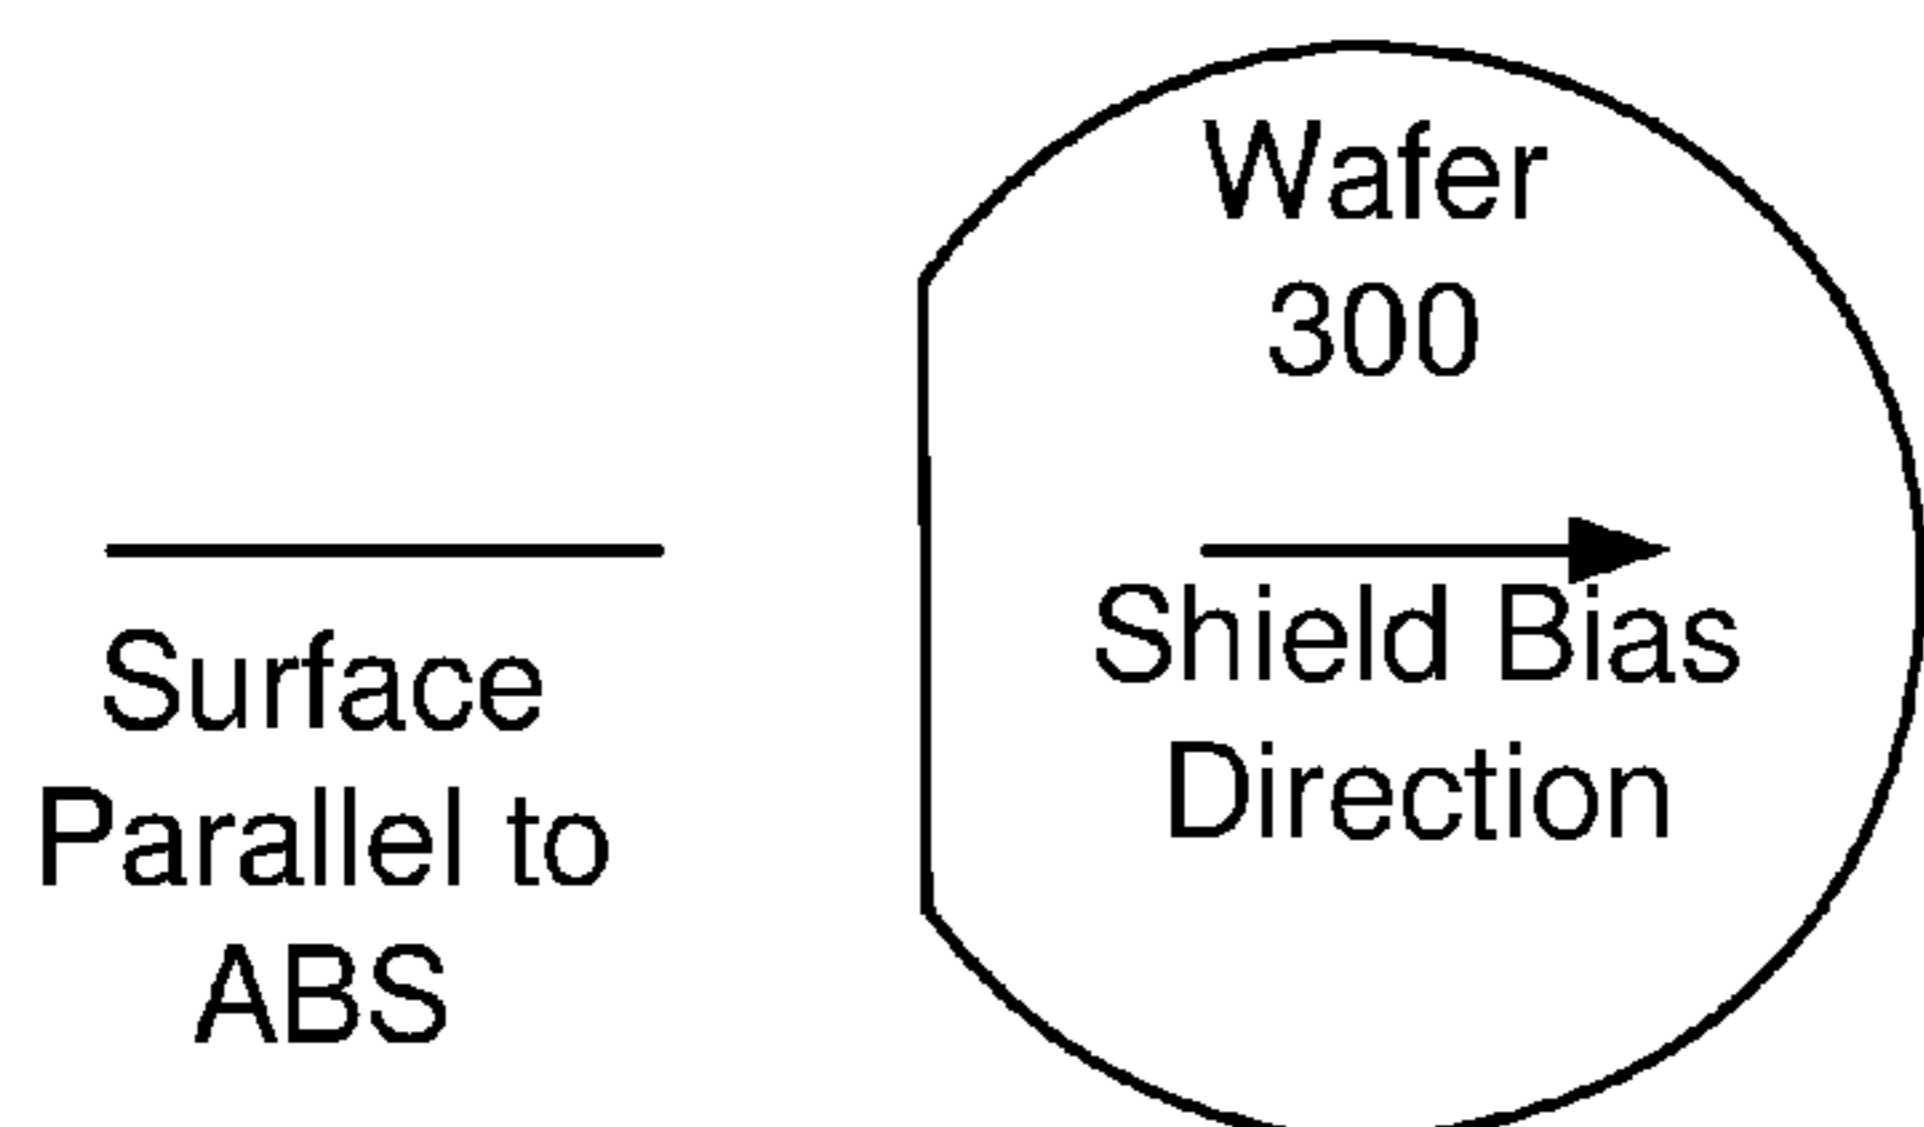 Wafer
300
Shield Bias
Direction
Surface
Parallel to
ABS